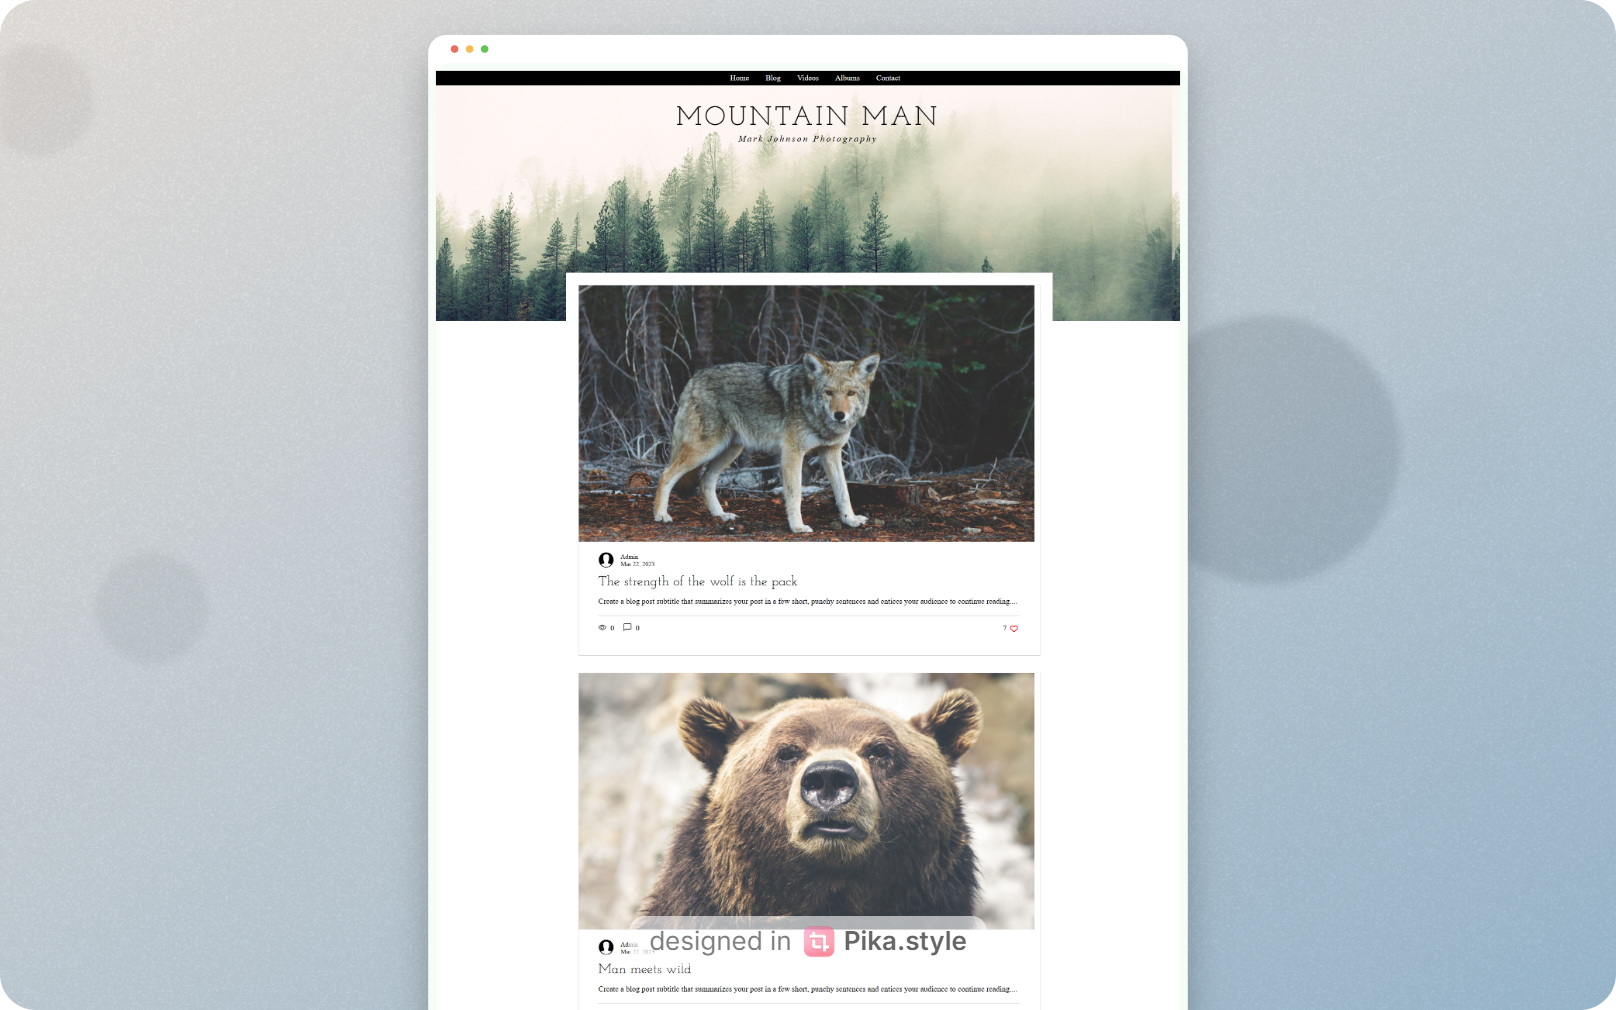 Home Blog Videos Albums Contact
MOUNTAIN MAN
Mark Johnson Photography
Admin
Mar 22, 2023
The strength of the wolf is the pack
Create a blog post subtitle that summarizes your post in a few short, punchy sentences and entices your audience to continue reading....
0 0 7
Admin
Mar 22, 2023
designed in Pika.style
Man meets wild
Create a blog post subtitle that summarizes your post in a few short, punchy sentences and entices your audience to continue reading....